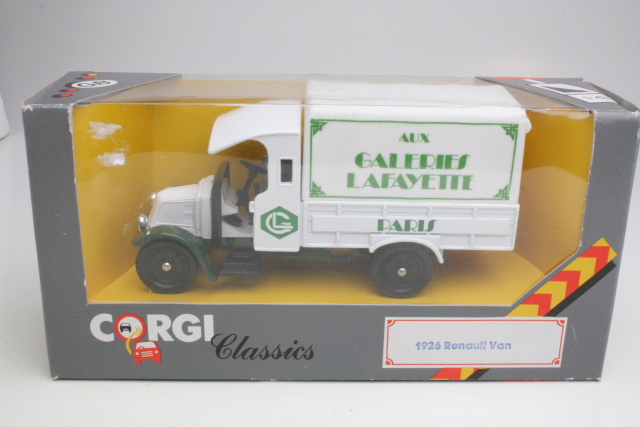 AUX
GALERIES
LAFAYETTE
GL
PARIS
CORGI
Classics
1926 Renault Van